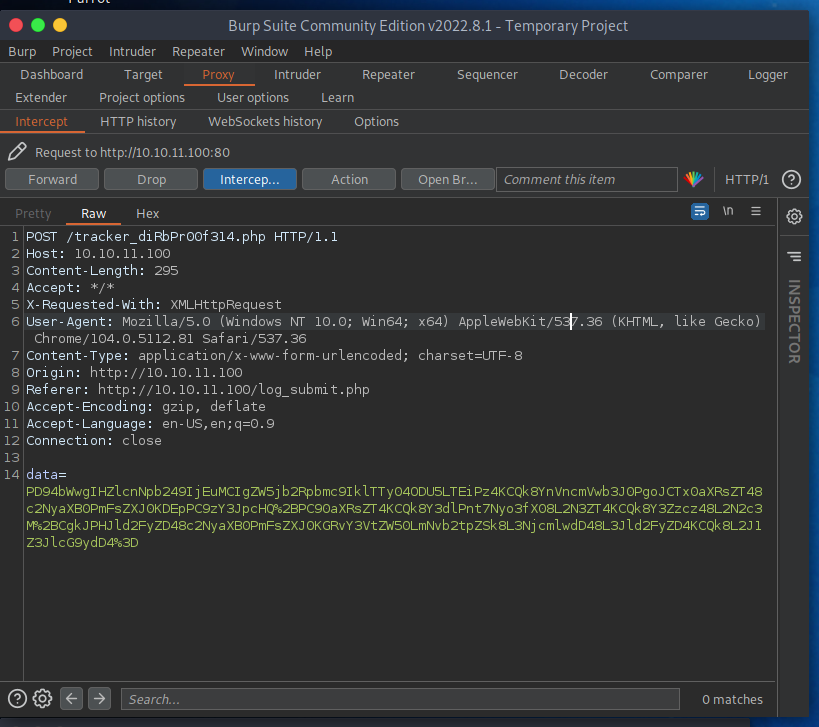 Parrot
Burp Suite Community Edition v2022.8.1 - Temporary Project
Burp Project Intruder Repeater Window Help
Dashboard Target Proxy Intruder Repeater Sequencer Decoder Comparer Logger
Extender Project options User options Learn
Intercept HTTP history WebSockets history Options
Request to http://10.10.11.100:80
Forward Drop Intercep... Action Open Br... Comment this item HTTP/1 ?
Pretty Raw Hex \n
1 POST /tracker_diRbPr00f314.php HTTP/1.1
2 Host: 10.10.11.100
3 Content-Length: 295
4 Accept: */*
5 X-Requested-With: XMLHttpRequest
6 User-Agent: Mozilla/5.0 (Windows NT 10.0; Win64; x64) AppleWebKit/537.36 (KHTML, like Gecko)
Chrome/104.0.5112.81 Safari/537.36
7 Content-Type: application/x-www-form-urlencoded; charset=UTF-8
8 Origin: http://10.10.11.100
9 Referer: http://10.10.11.100/log_submit.php
10 Accept-Encoding: gzip, deflate
11 Accept-Language: en-US,en;q=0.9
12 Connection: close
13
14 data=
PD94bWwgIHZlcnNpb249IjEuMCIgZW5jb2Rpbmc9IklTTy04ODU5LTEiPz4KCQk8YnVncmVwb3J0PgoJCTx0aXRsZT48
c2NyaXB0PmFsZXJ0KDEpPC9zY3JpcHQ%2BPC90aXRsZT4KCQk8Y3dlPnt7Nyo3fX08L2N3ZT4KCQk8Y3Zzcz48L2N2c3
M%2BCgkJPHJld2FyZD48c2NyaXB0PmFsZXJ0KGRvY3VtZW50LmNvb2tpZSk8L3NjcmlwdD48L3Jld2FyZD4KCQk8L2J1
Z3JlcG9ydD4%3D
INSPECTOR
? Search... 0 matches